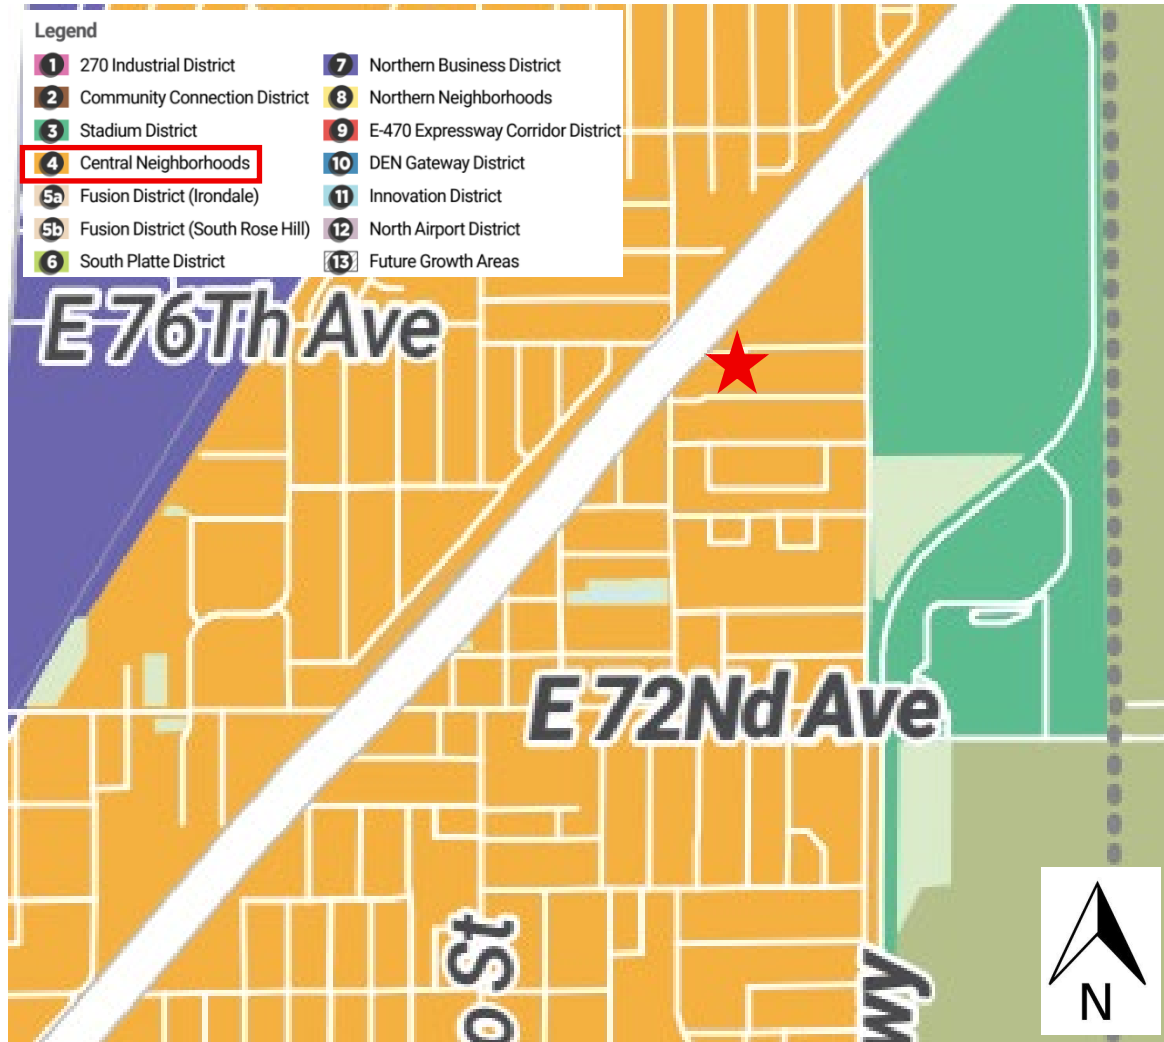 Legend
1 270 Industrial District
2 Community Connection District
3 Stadium District
4 Central Neighborhoods
5a Fusion District (Irondale)
5b Fusion District (South Rose Hill)
6 South Platte District
7 Northern Business District
8 Northern Neighborhoods
9 E-470 Expressway Corridor District
10 DEN Gateway District
11 Innovation District
12 North Airport District
13 Future Growth Areas
E 76Th Ave
E 72Nd Ave
o St
wy
N